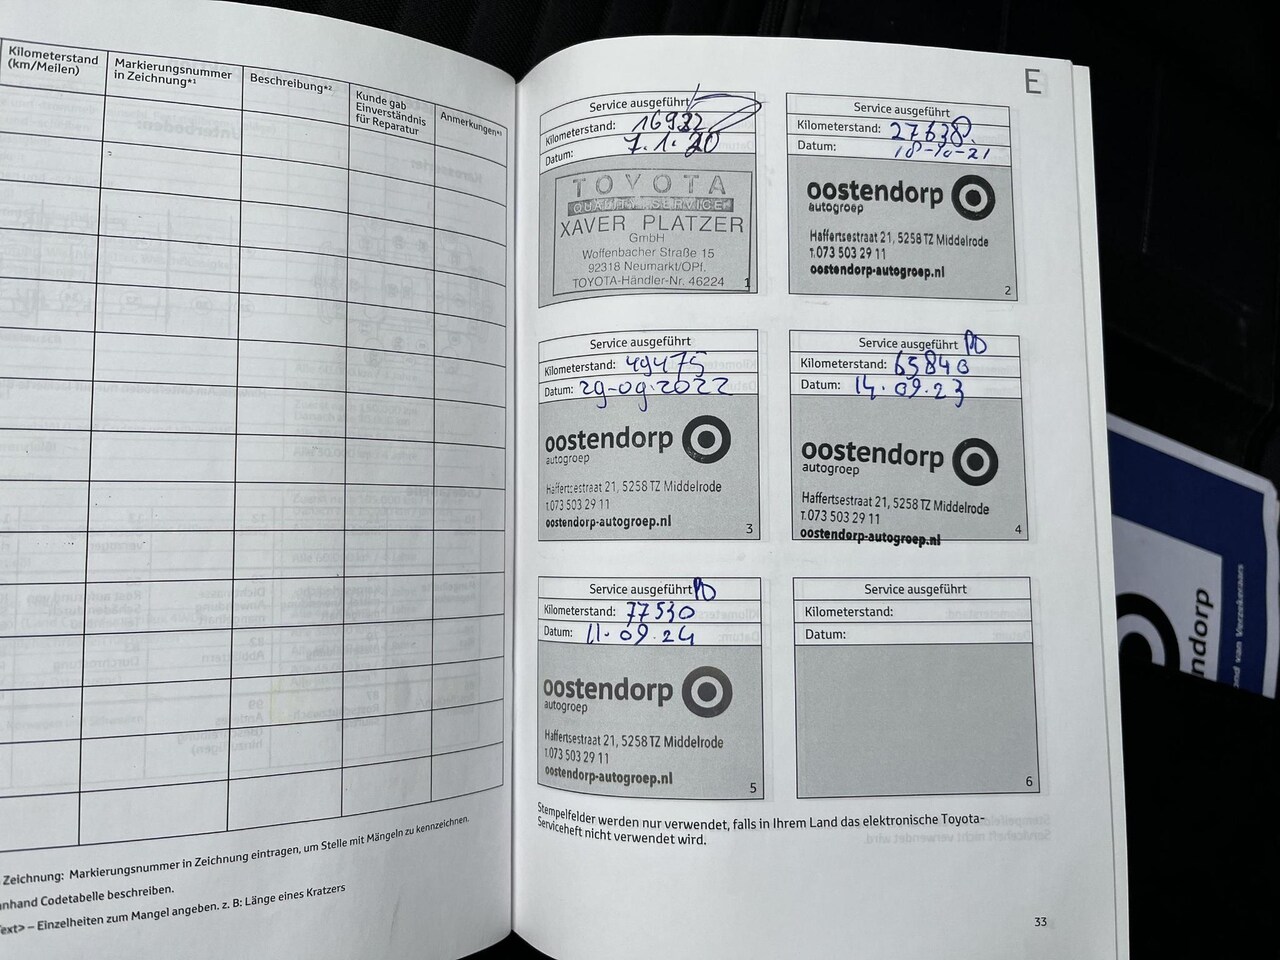 Kilometerstand
(km/Meilen)
Markierungsnummer
in Zeichnung*1
Beschreibung*2
Kunde gab
Einverständnis
für Reparatur
Anmerkungen*3
Zeichnung: Markierungsnummer in Zeichnung eintragen, um Stelle mit Mängeln zu kennzeichnen.
anhand Codetabelle beschreiben.
Text> – Einzelheiten zum Mangel angeben. z. B: Länge eines Kratzers
E
Service ausgeführt
Kilometerstand: 16932
Datum: 7.1.20
TOYOTA
QUALITY SERVICE
XAVER PLATZER
GmbH
Woffenbacher Straße 15
92318 Neumarkt/OPf.
TOYOTA-Händler-Nr. 46224
1
Service ausgeführt
Kilometerstand: 27638
Datum: 18-10-21
oostendorp
autogroep
Haffertsestraat 21, 5258 TZ Middelrode
T.073 503 29 11
oostendorp-autogroep.nl
2
Service ausgeführt
Kilometerstand: 49475
Datum: 29-09-2022
oostendorp
autogroep
Haffertsestraat 21, 5258 TZ Middelrode
T.073 503 29 11
oostendorp-autogroep.nl
3
Service ausgeführt PD
Kilometerstand: 65840
Datum: 14.09.23
oostendorp
autogroep
Haffertsestraat 21, 5258 TZ Middelrode
T.073 503 29 11
oostendorp-autogroep.nl
4
Service ausgeführt PD
Kilometerstand: 77530
Datum: 11.09.24
oostendorp
autogroep
Haffertsestraat 21, 5258 TZ Middelrode
T.073 503 29 11
oostendorp-autogroep.nl
5
Service ausgeführt
Kilometerstand:
Datum:
6
Stempelfelder werden nur verwendet, falls in Ihrem Land das elektronische Toyota-
Serviceheft nicht verwendet wird.
33
ndorp
ond van Verzekeraars